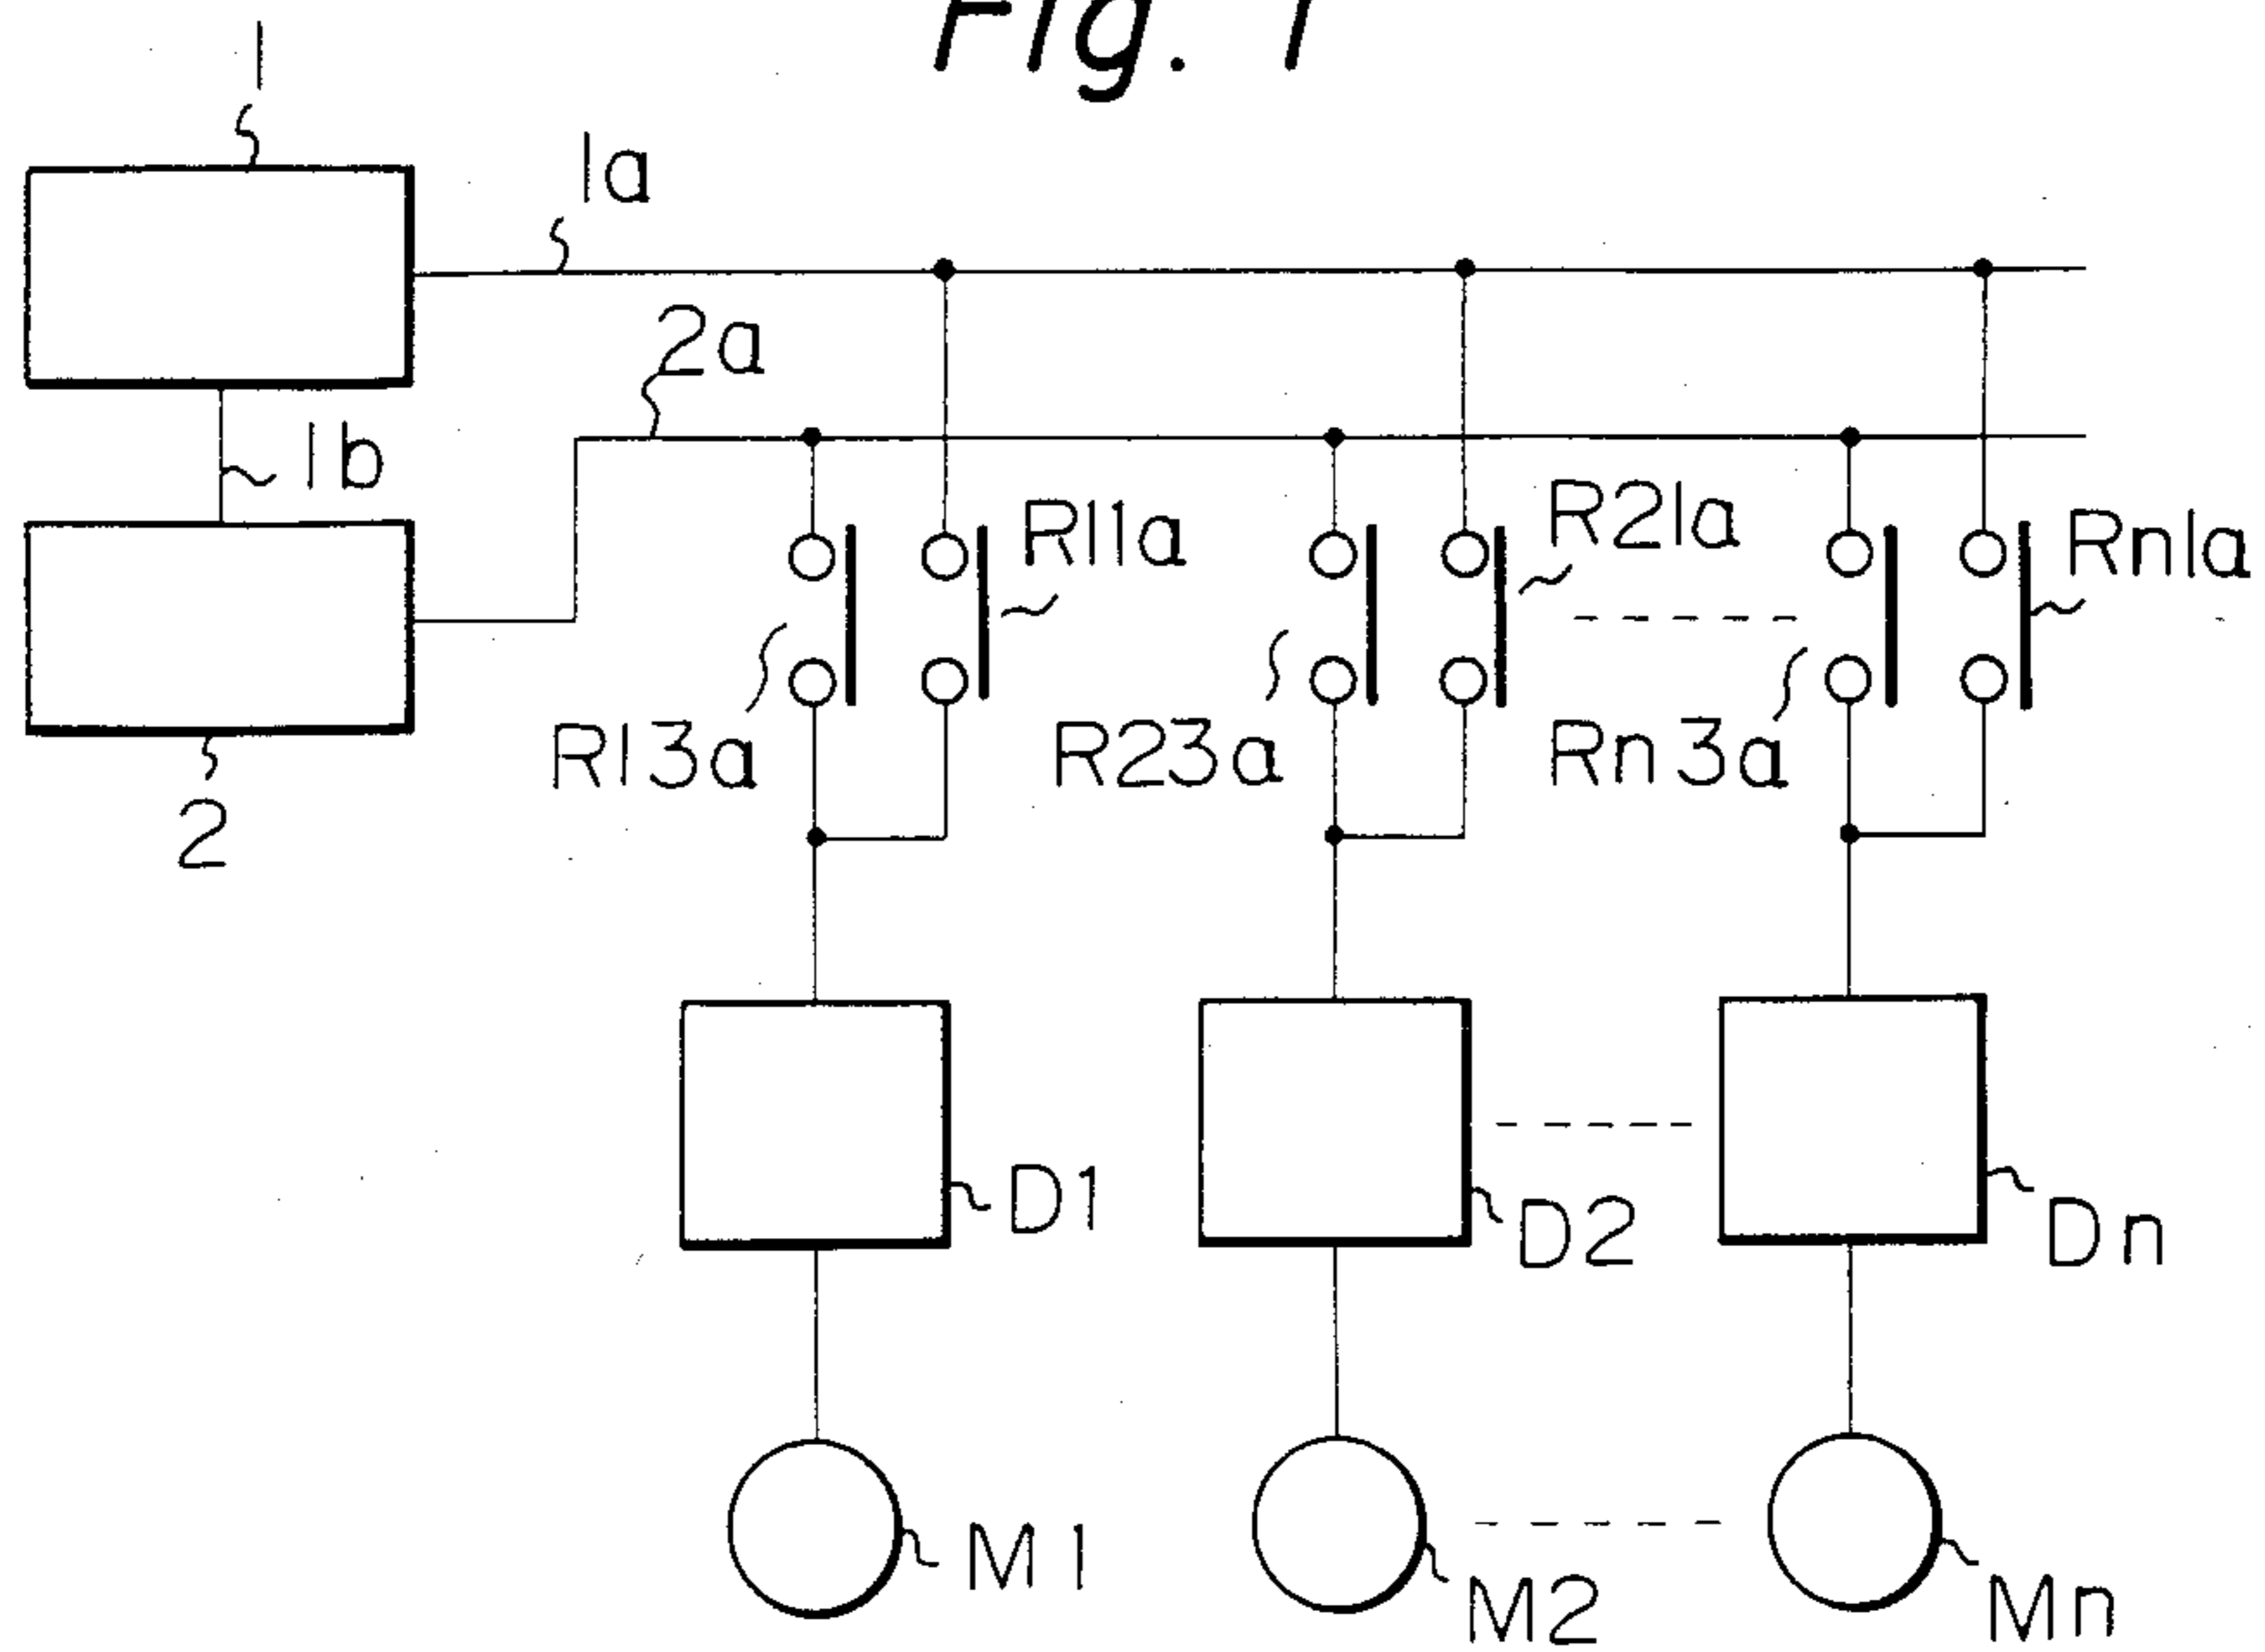 Fig. 1
1
1a
2a
1b
R11a
R21a
Rn1a
R13a
R23a
Rn3a
2
D1
D2
Dn
M1
M2
Mn